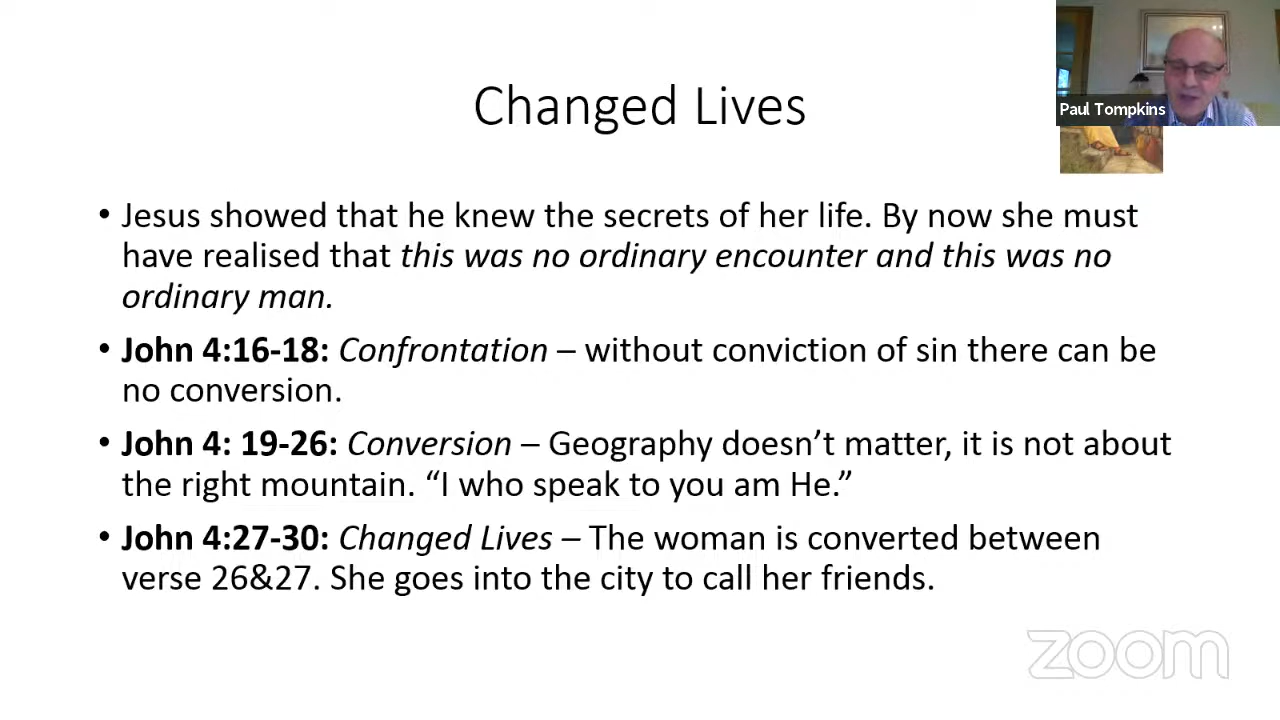 Changed Lives
Paul Tompkins
• Jesus showed that he knew the secrets of her life. By now she must
have realised that this was no ordinary encounter and this was no
ordinary man.
• John 4:16-18: Confrontation – without conviction of sin there can be
no conversion.
• John 4: 19-26: Conversion – Geography doesn’t matter, it is not about
the right mountain. “I who speak to you am He.”
• John 4:27-30: Changed Lives – The woman is converted between
verse 26&27. She goes into the city to call her friends.
zoom